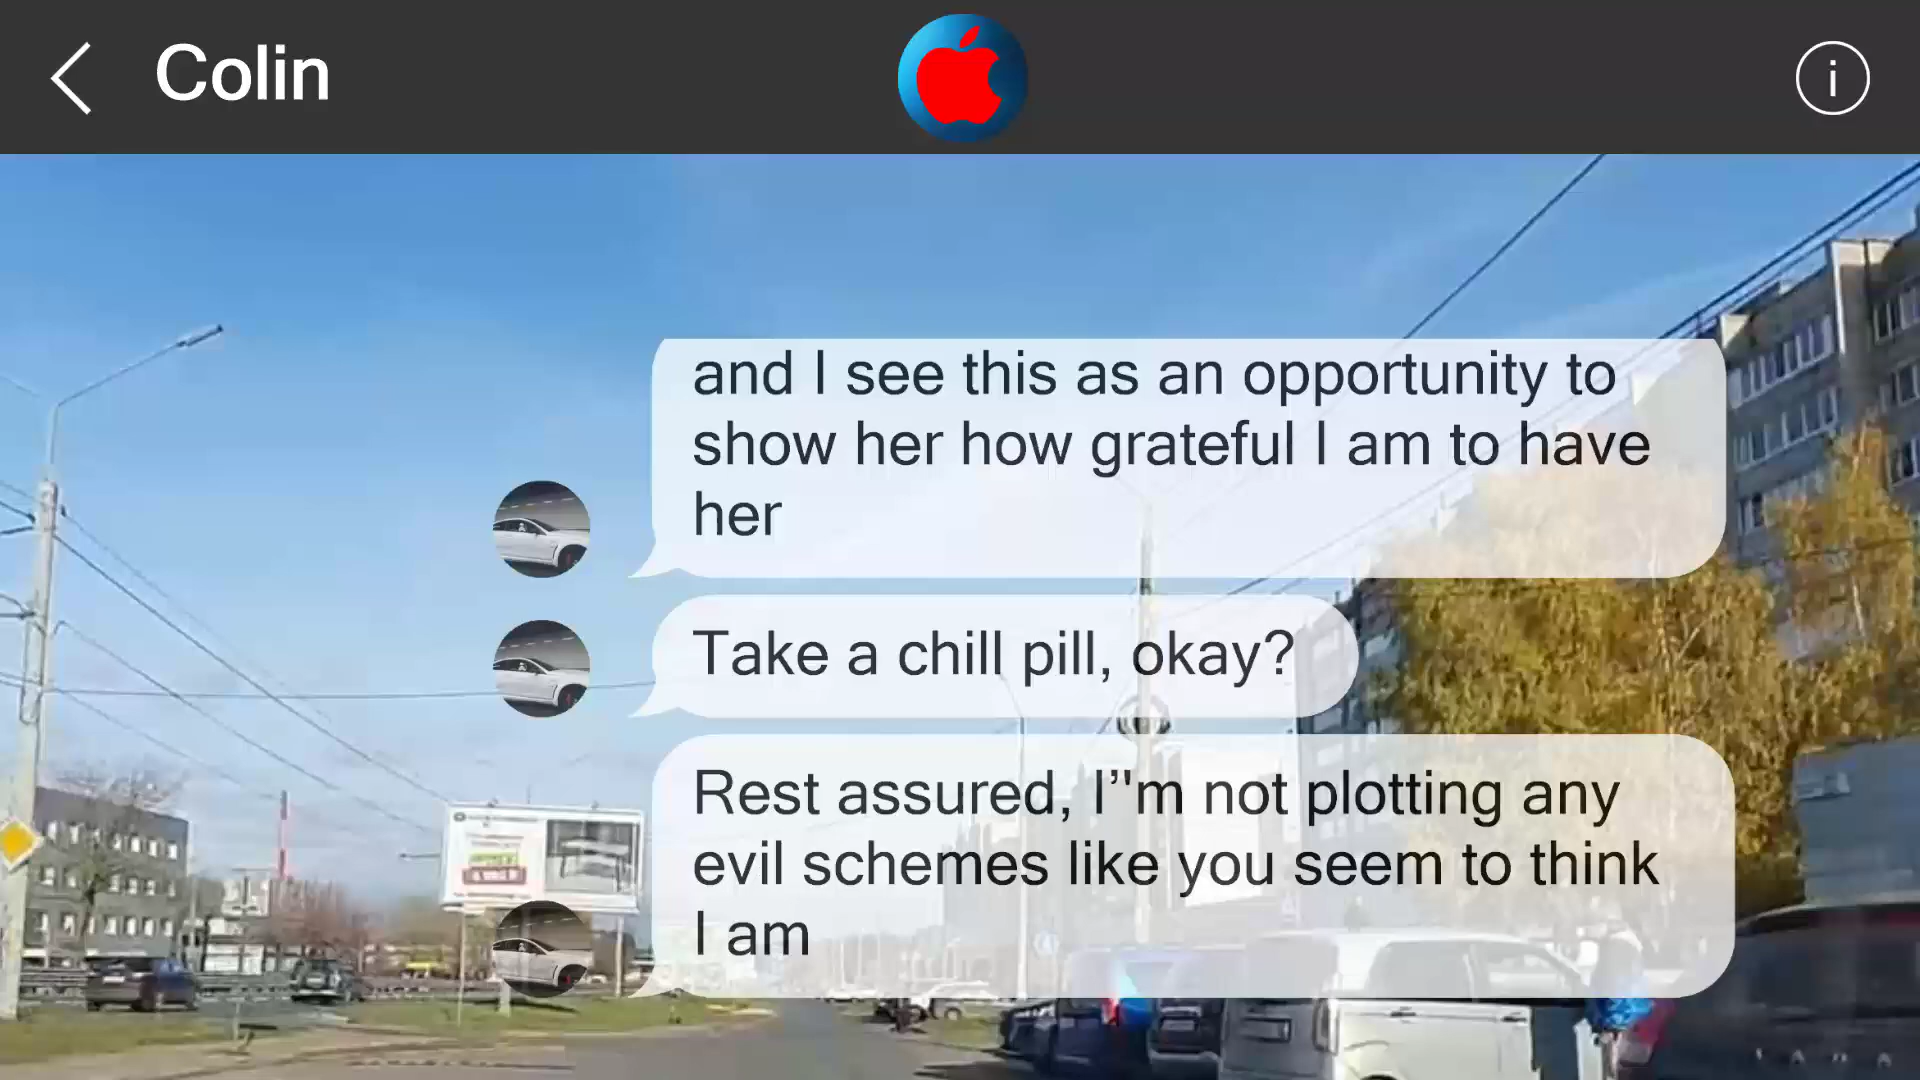 Colin
i
and I see this as an opportunity to
show her how grateful I am to have
her
Take a chill pill, okay?
Rest assured, I’'m not plotting any
evil schemes like you seem to think
I am